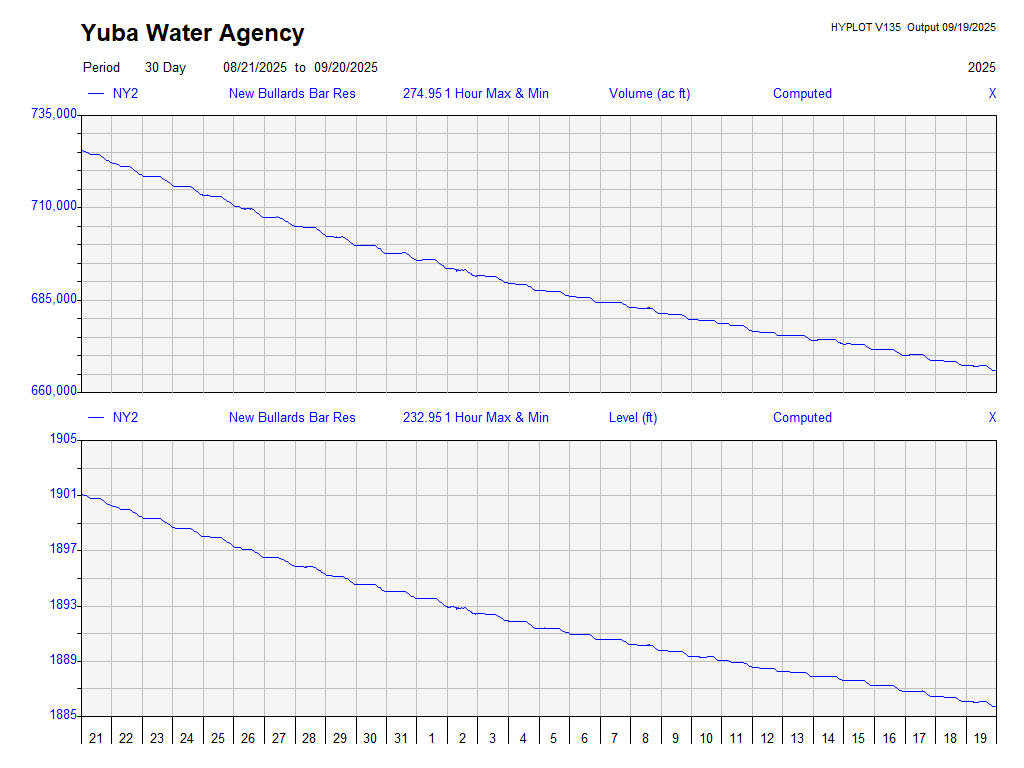 Yuba Water Agency
HYPLOT V135 Output 09/19/2025
Period 30 Day 08/21/2025 to 09/20/2025 2025
NY2 New Bullards Bar Res 274.95 1 Hour Max & Min Volume (ac ft) Computed X
735,000
710,000
685,000
660,000
NY2 New Bullards Bar Res 232.95 1 Hour Max & Min Level (ft) Computed X
1905
1901
1897
1893
1889
1885
21 22 23 24 25 26 27 28 29 30 31 1 2 3 4 5 6 7 8 9 10 11 12 13 14 15 16 17 18 19